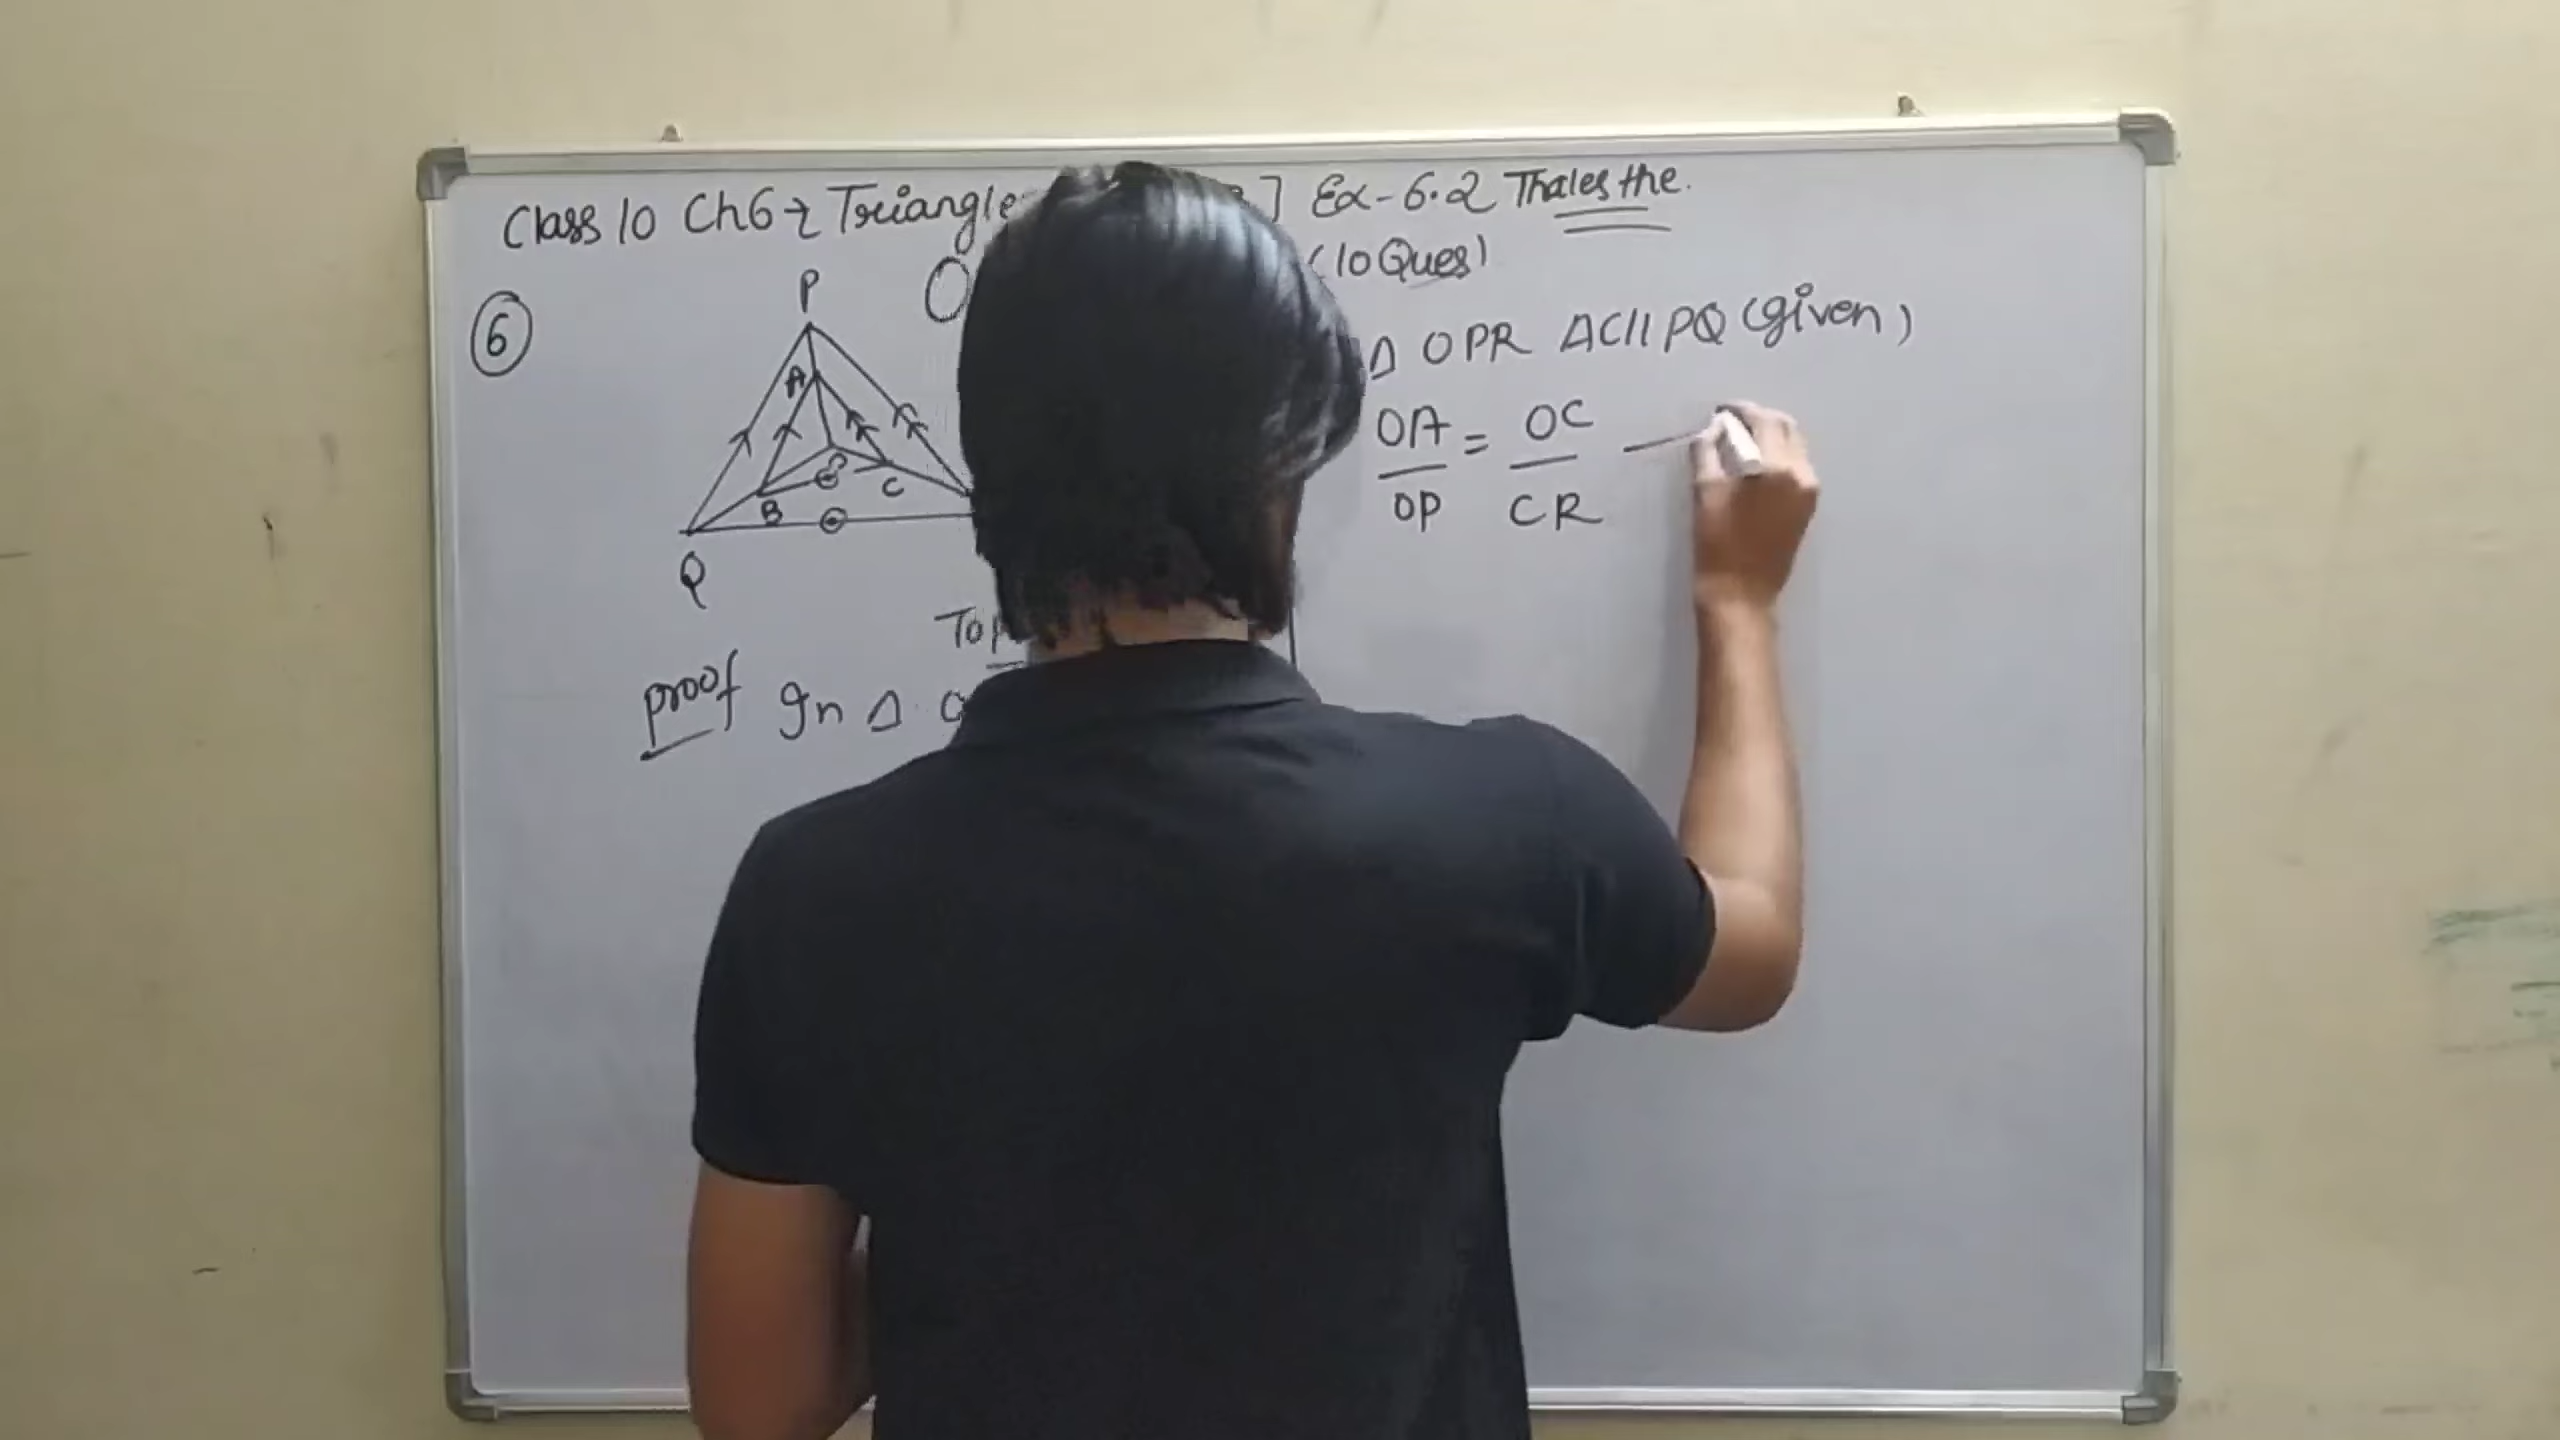 Class 10 Ch6 → Triangle ] Ex-6.2 Thales the.
(10 Ques)
6
P
A
B
C
Q
Δ OPR AC||PQ (given)
OA = OC —
OP CR
To
Proof In Δ